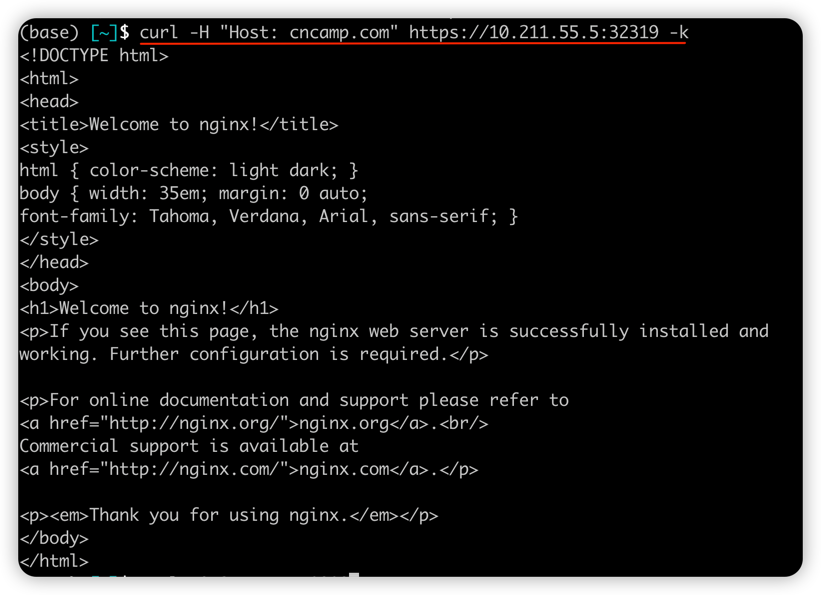 (base) [~]$ curl -H "Host: cncamp.com" https://10.211.55.5:32319 -k
<!DOCTYPE html>
<html>
<head>
<title>Welcome to nginx!</title>
<style>
html { color-scheme: light dark; }
body { width: 35em; margin: 0 auto;
font-family: Tahoma, Verdana, Arial, sans-serif; }
</style>
</head>
<body>
<h1>Welcome to nginx!</h1>
<p>If you see this page, the nginx web server is successfully installed and
working. Further configuration is required.</p>

<p>For online documentation and support please refer to
<a href="http://nginx.org/">nginx.org</a>.<br/>
Commercial support is available at
<a href="http://nginx.com/">nginx.com</a>.</p>

<p><em>Thank you for using nginx.</em></p>
</body>
</html>